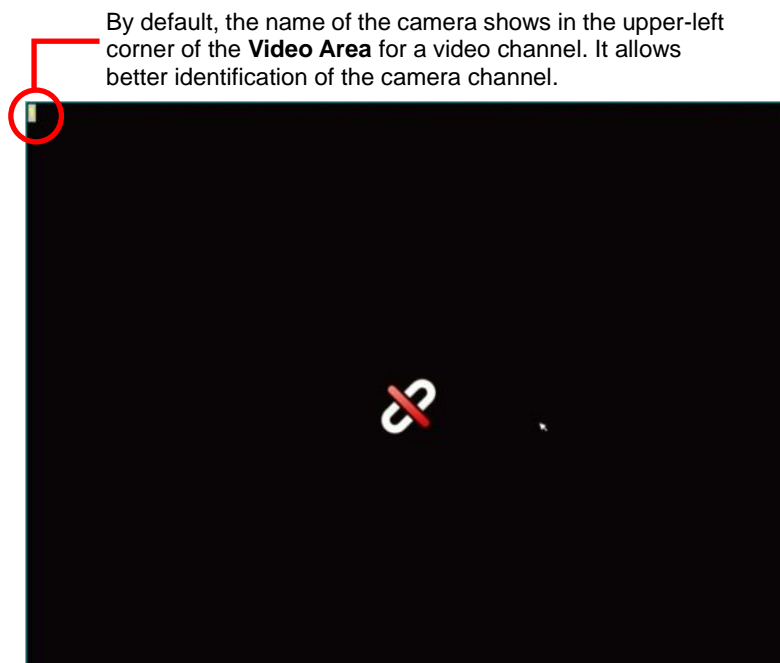 By default, the name of the camera shows in the upper-left
corner of the Video Area for a video channel. It allows
better identification of the camera channel.